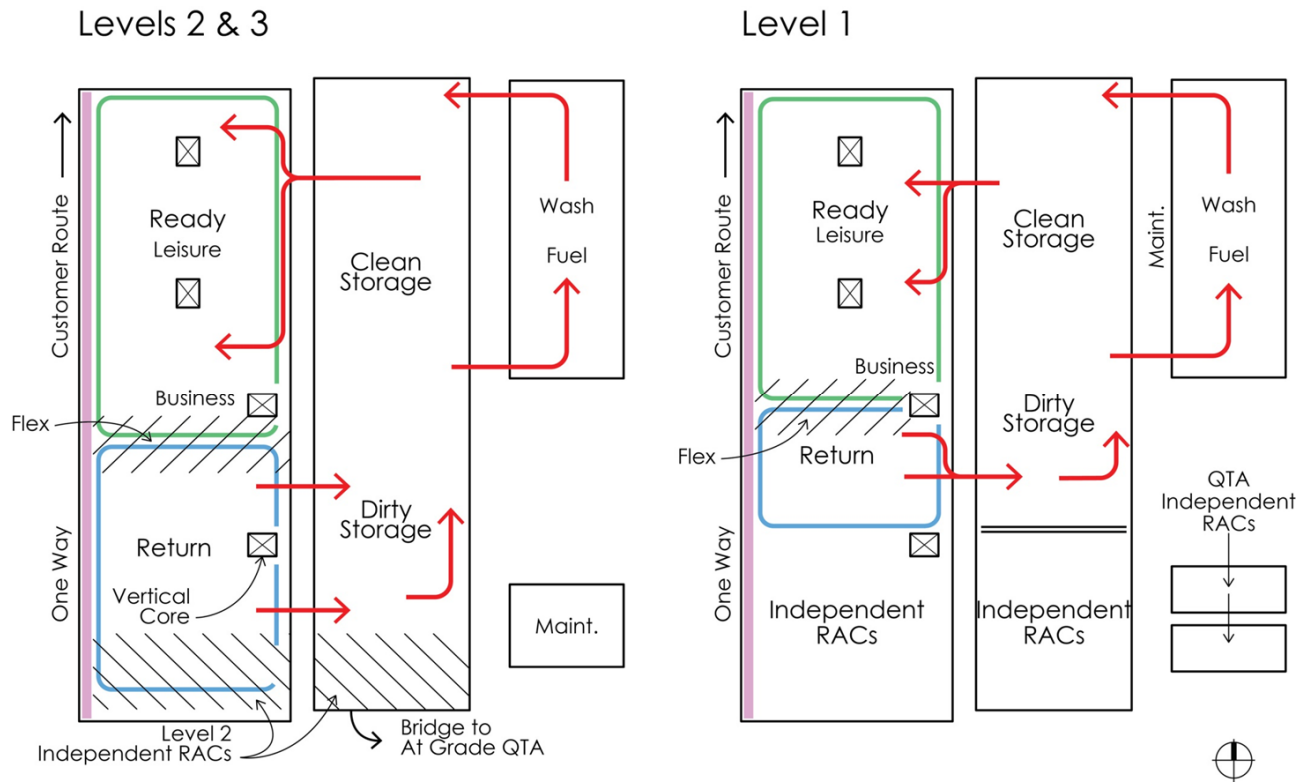 Levels 2 & 3
Customer Route
One Way
Ready
Leisure
Business
Flex
Return
Vertical
Core
Level 2
Independent RACs
Clean
Storage
Dirty
Storage
Bridge to
At Grade QTA
Wash
Fuel
Maint.
Level 1
Customer Route
One Way
Ready
Leisure
Business
Flex
Return
Independent
RACs
Clean
Storage
Dirty
Storage
Independent
RACs
Maint.
Wash
Fuel
QTA
Independent
RACs